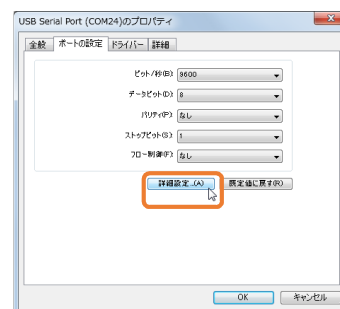 USB Serial Port (COM24)のプロパティ
全般 ポートの設定 ドライバー 詳細
ビット/秒(B): 9600
データビット(D): 8
パリティ(P): なし
ストップビット(S): 1
フロー制御(F): なし
詳細設定...(A) 既定値に戻す(R)
OK キャンセル